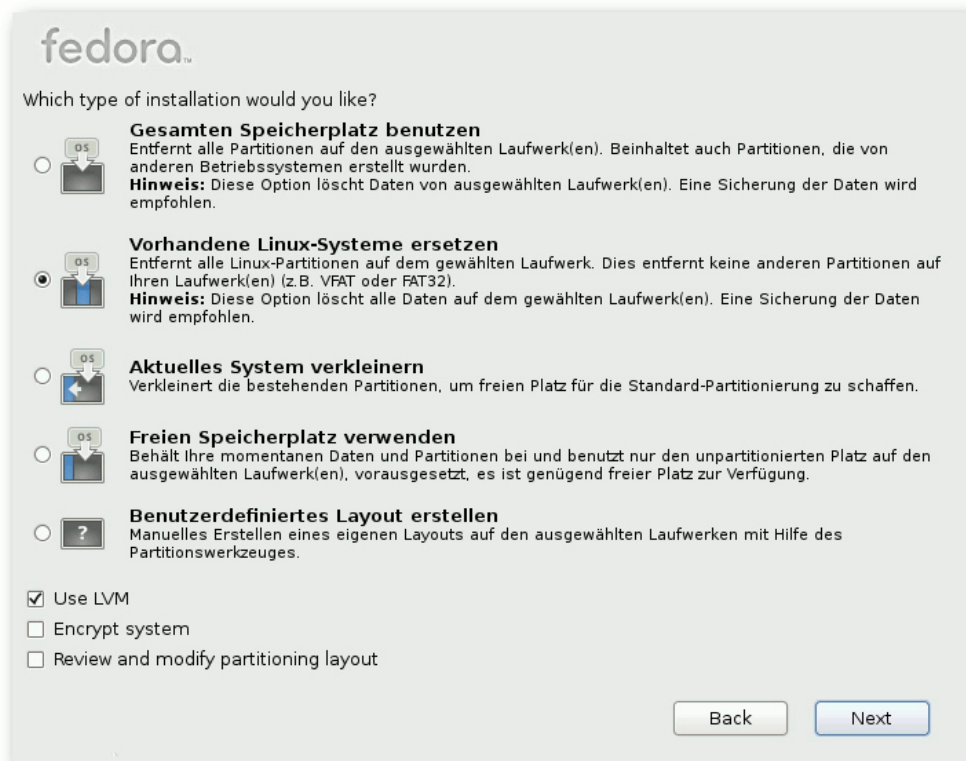 fedora™
Which type of installation would you like?
Gesamten Speicherplatz benutzen
OS
Entfernt alle Partitionen auf den ausgewählten Laufwerk(en). Beinhaltet auch Partitionen, die von
anderen Betriebssystemen erstellt wurden.
Hinweis: Diese Option löscht Daten von ausgewählten Laufwerk(en). Eine Sicherung der Daten wird
empfohlen.
Vorhandene Linux-Systeme ersetzen
OS
Entfernt alle Linux-Partitionen auf dem gewählten Laufwerk. Dies entfernt keine anderen Partitionen auf
Ihren Laufwerk(en) (z.B. VFAT oder FAT32).
Hinweis: Diese Option löscht alle Daten auf dem gewählten Laufwerk(en). Eine Sicherung der Daten
wird empfohlen.
OS
Aktuelles System verkleinern
Verkleinert die bestehenden Partitionen, um freien Platz für die Standard-Partitionierung zu schaffen.
OS
Freien Speicherplatz verwenden
Behält Ihre momentanen Daten und Partitionen bei und benutzt nur den unpartitionierten Platz auf den
ausgewählten Laufwerk(en), vorausgesetzt, es ist genügend freier Platz zur Verfügung.
Benutzerdefiniertes Layout erstellen
?
Manuelles Erstellen eines eigenen Layouts auf den ausgewählten Laufwerken mit Hilfe des
Partitionswerkzeuges.
Use LVM
Encrypt system
Review and modify partitioning layout
Back
Next